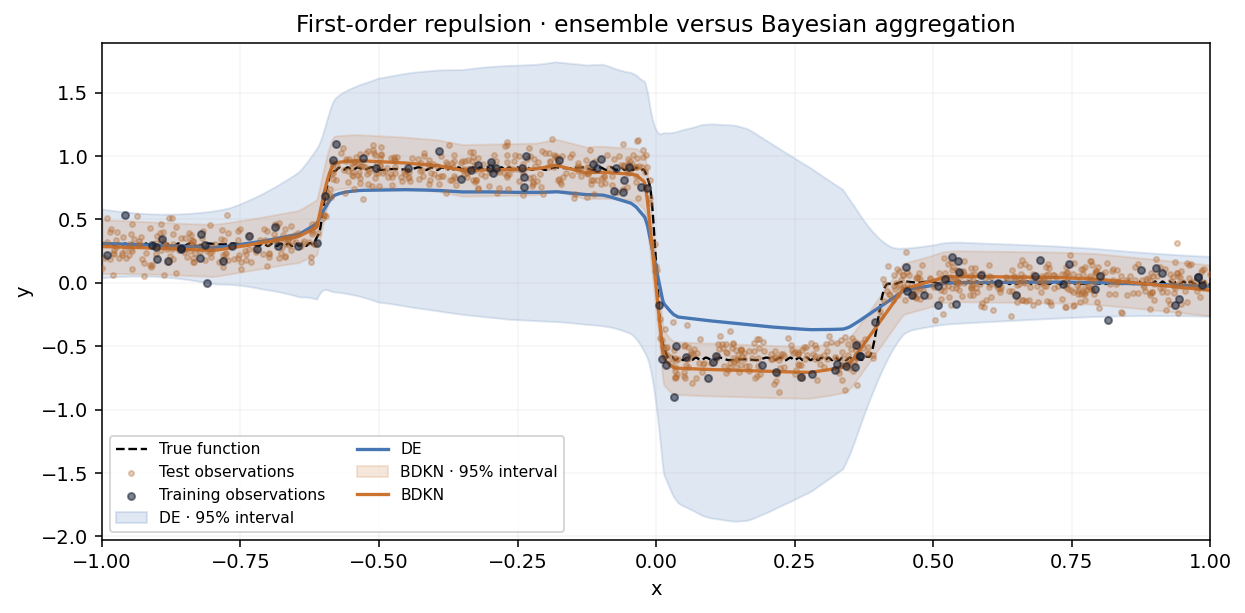 First-order repulsion · ensemble versus Bayesian aggregation
y
1.5
1.0
0.5
0.0
−0.5
−1.0
−1.5
−2.0
True function
Test observations
Training observations
DE · 95% interval
DE
BDKN · 95% interval
BDKN
−1.00
−0.75
−0.50
−0.25
0.00
0.25
0.50
0.75
1.00
x